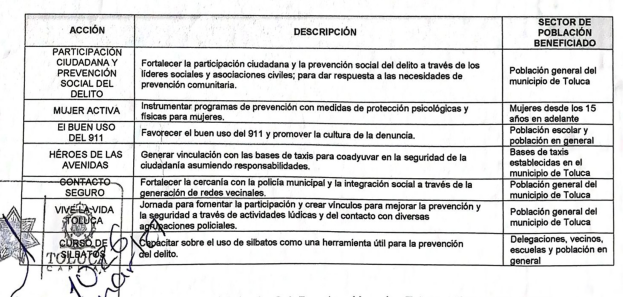 ACCIÓN DESCRIPCIÓN SECTOR DE POBLACIÓN BENEFICIADO
PARTICIPACIÓN
CIUDADANA Y
PREVENCIÓN
SOCIAL DEL
DELITO
Fortalecer la participación ciudadana y la prevención social del delito a través de los
líderes sociales y asociaciones civiles; para dar respuesta a las necesidades de
prevención comunitaria.
Población general del
municipio de Toluca
MUJER ACTIVA
Instrumentar programas de prevención con medidas de protección psicológicas y
físicas para mujeres.
Mujeres desde los 15
años en adelante
El BUEN USO
DEL 911
Favorecer el buen uso del 911 y promover la cultura de la denuncia.
Población escolar y
población en general
HÉROES DE LAS
AVENIDAS
Generar vinculación con las bases de taxis para coadyuvar en la seguridad de la
ciudadanía asumiendo responsabilidades.
Bases de taxis
establecidas en el
municipio de Toluca
CONTACTO
SEGURO
Fortalecer la cercanía con la policía municipal y la integración social a través de la
generación de redes vecinales.
Población general del
municipio de Toluca
VIVE LA VIDA
TOLUCA
Jornada para fomentar la participación y crear vínculos para mejorar la prevención y
la seguridad a través de actividades lúdicas y del contacto con diversas
agrupaciones policiales.
Población general del
municipio de Toluca
CURSO DE
SILBATOS
Capacitar sobre el uso de silbatos como una herramienta útil para la prevención
del delito.
Delegaciones, vecinos,
escuelas y población en
general
TOLUCA
CAPITAL